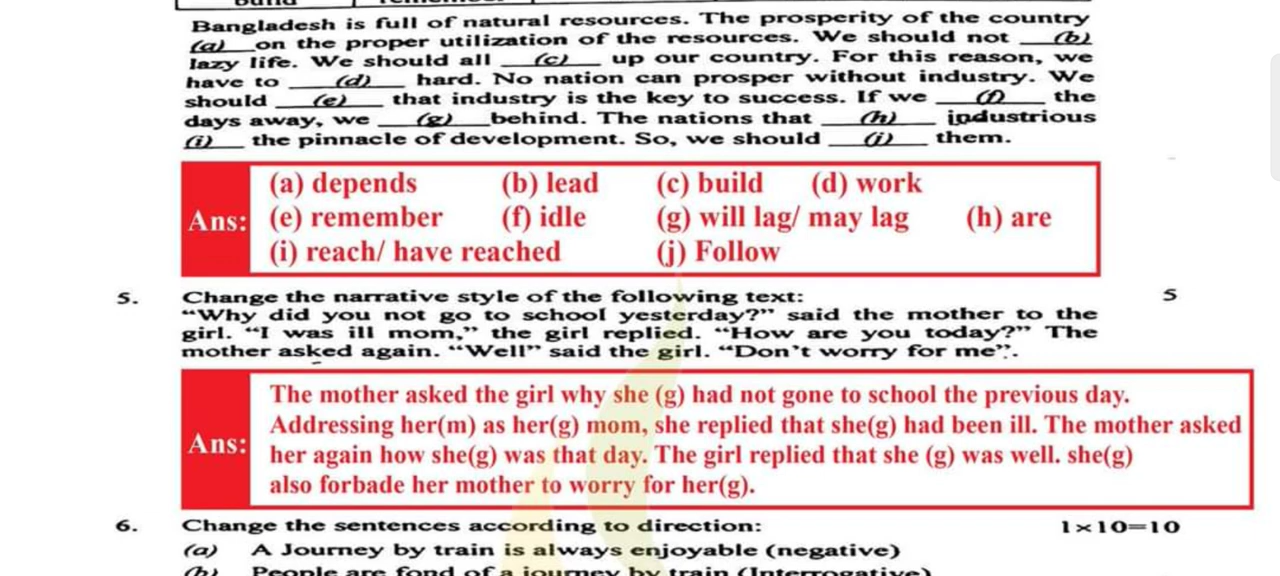 Build remember
Bangladesh is full of natural resources. The prosperity of the country
(a) on the proper utilization of the resources. We should not (b)
lazy life. We should all (c) up our country. For this reason, we
have to (d) hard. No nation can prosper without industry. We
should (e) that industry is the key to success. If we (f) the
days away, we (g) behind. The nations that (h) industrious
(i) the pinnacle of development. So, we should (j) them.
Ans:
(a) depends (b) lead (c) build (d) work
(e) remember (f) idle (g) will lag/ may lag (h) are
(i) reach/ have reached (j) Follow
5. Change the narrative style of the following text: 5
“Why did you not go to school yesterday?” said the mother to the
girl. “I was ill mom,” the girl replied. “How are you today?” The
mother asked again. “Well” said the girl. “Don’t worry for me”.
Ans:
The mother asked the girl why she (g) had not gone to school the previous day.
Addressing her(m) as her(g) mom, she replied that she(g) had been ill. The mother asked
her again how she(g) was that day. The girl replied that she (g) was well. she(g)
also forbade her mother to worry for her(g).
6. Change the sentences according to direction: 1×10=10
(a) A Journey by train is always enjoyable (negative)
(b) People are fond of a journey by train (Interrogative)